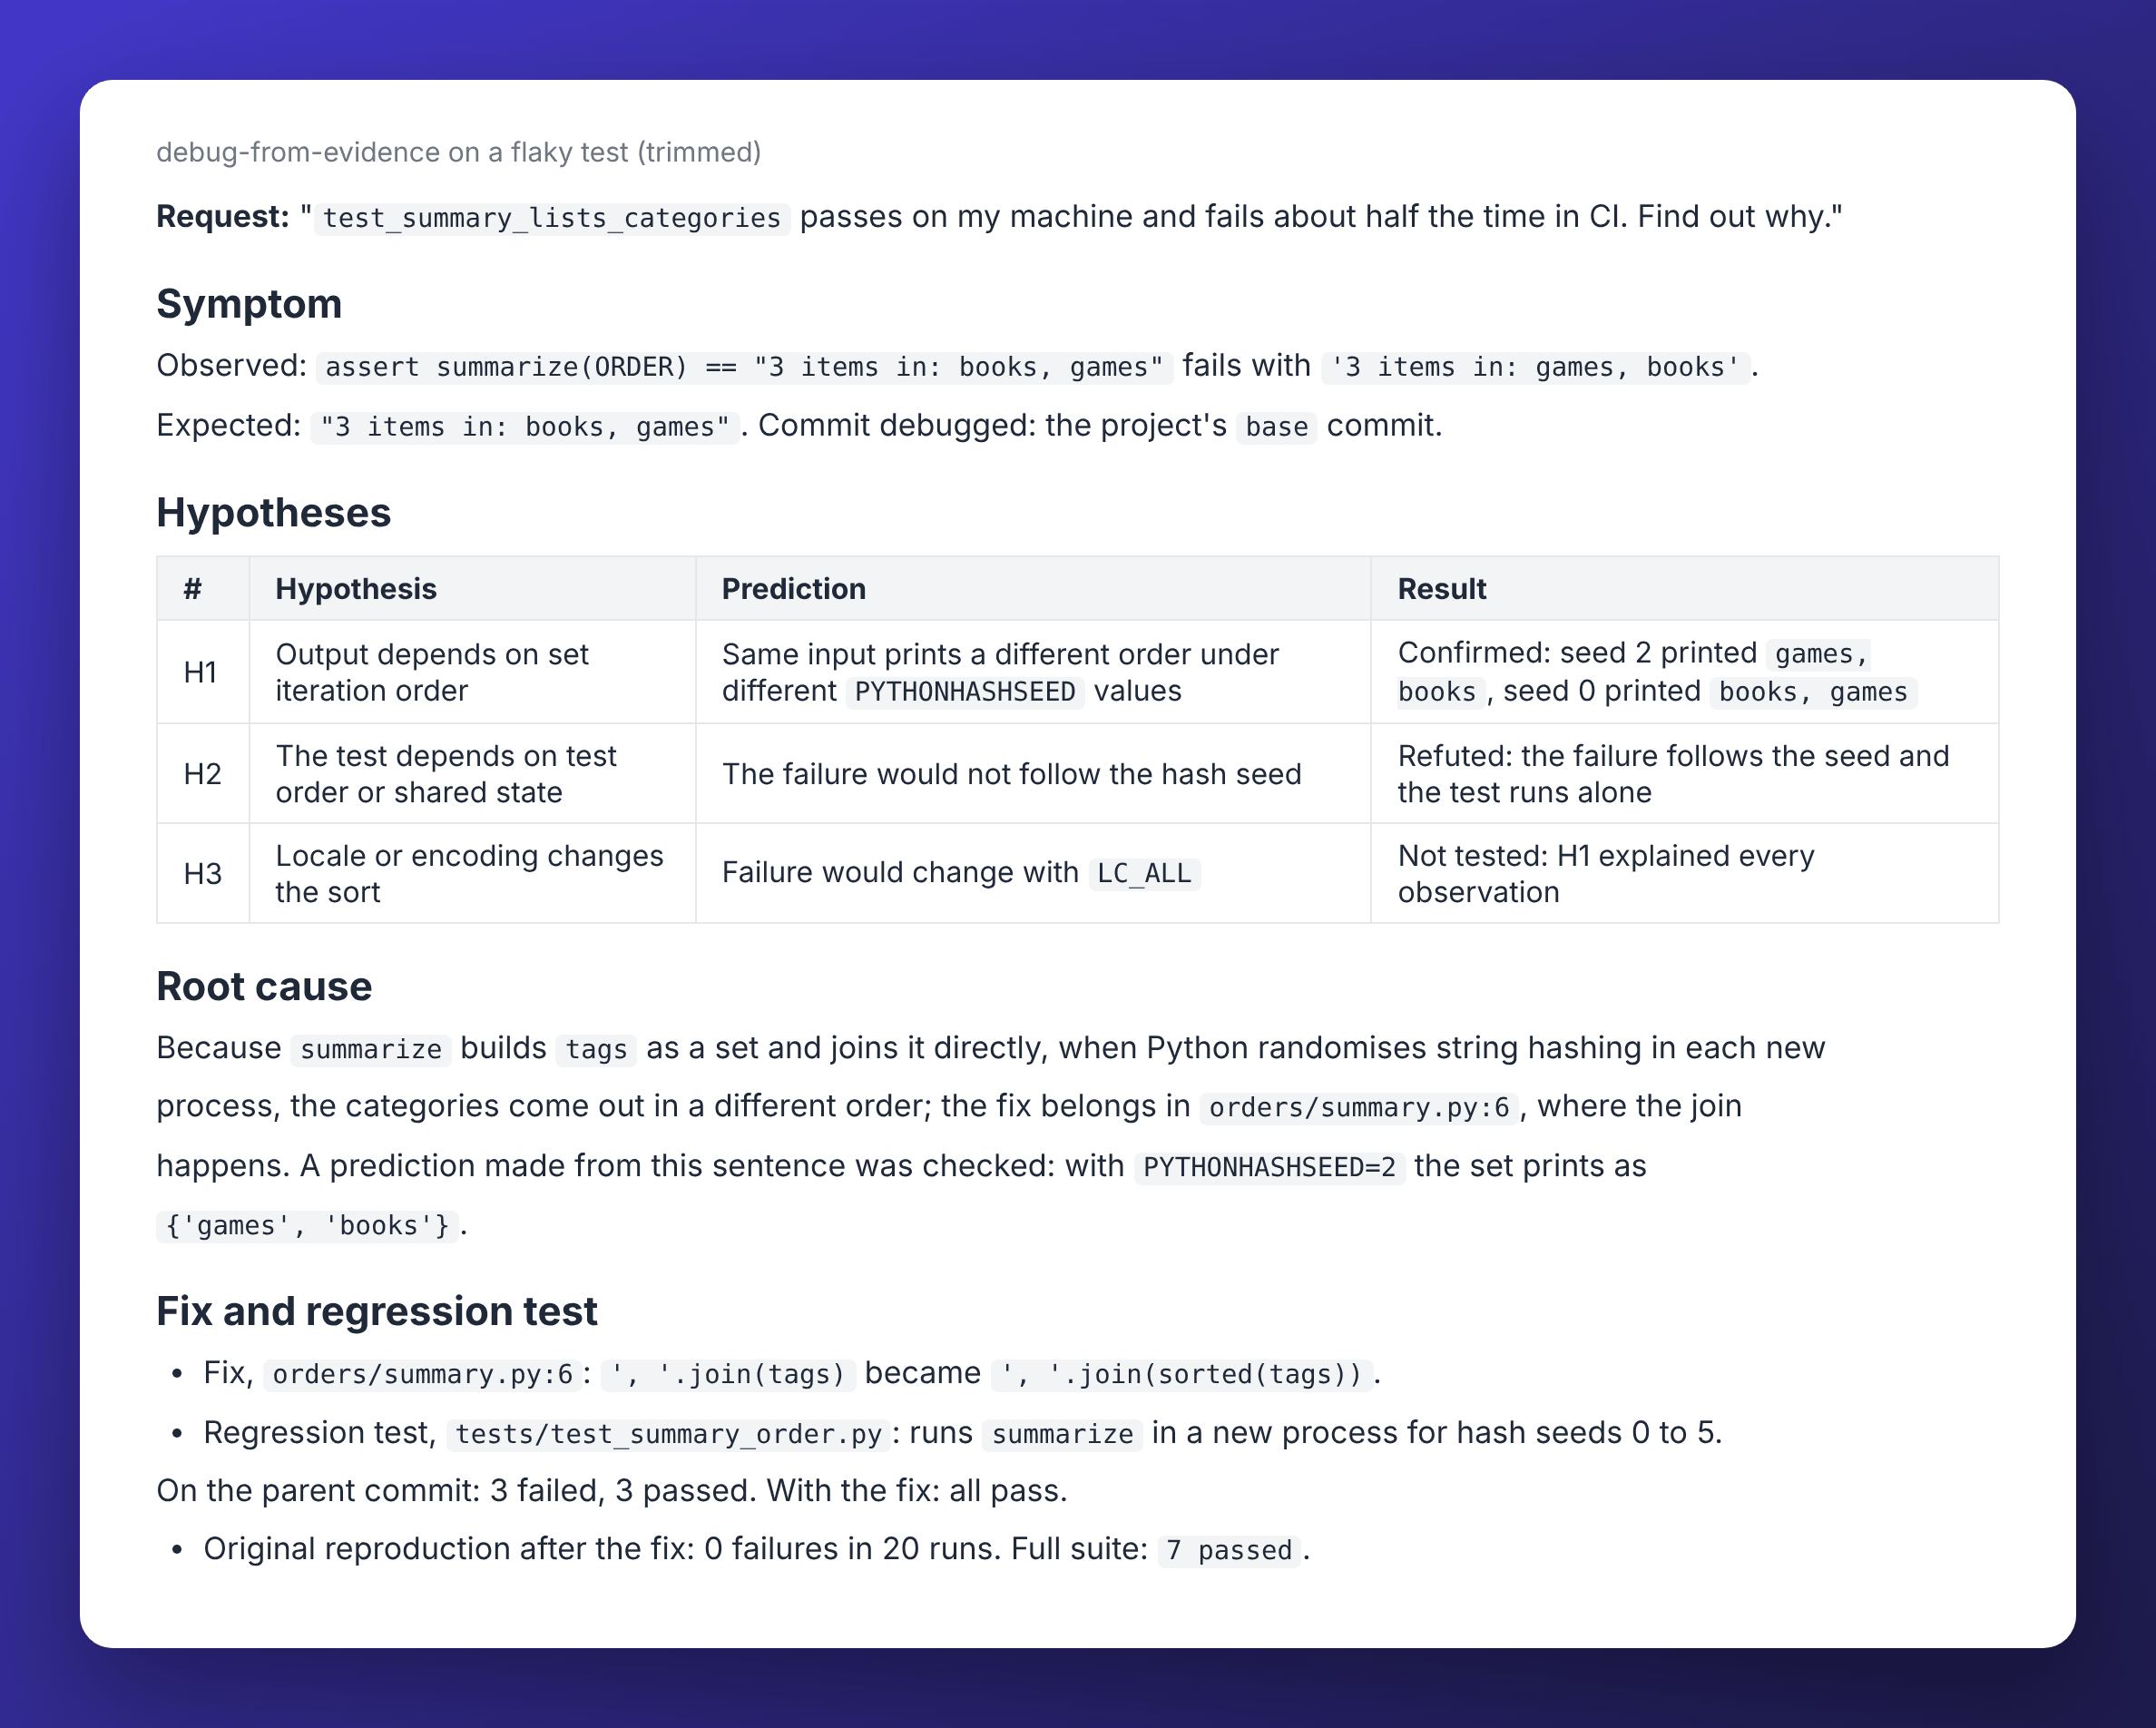 debug-from-evidence on a flaky test (trimmed)
Request: "test_summary_lists_categories passes on my machine and fails about half the time in CI. Find out why."
Symptom
Observed: assert summarize(ORDER) == "3 items in: books, games" fails with '3 items in: games, books'.
Expected: "3 items in: books, games". Commit debugged: the project's base commit.
Hypotheses
# Hypothesis Prediction Result
H1
Output depends on set
iteration order
Same input prints a different order under
different PYTHONHASHSEED values
Confirmed: seed 2 printed games,
books, seed 0 printed books, games
H2
The test depends on test
order or shared state
The failure would not follow the hash seed
Refuted: the failure follows the seed and
the test runs alone
H3
Locale or encoding changes
the sort
Failure would change with LC_ALL
Not tested: H1 explained every
observation
Root cause
Because summarize builds tags as a set and joins it directly, when Python randomises string hashing in each new
process, the categories come out in a different order; the fix belongs in orders/summary.py:6, where the join
happens. A prediction made from this sentence was checked: with PYTHONHASHSEED=2 the set prints as
{'games', 'books'}.
Fix and regression test
• Fix, orders/summary.py:6: ', '.join(tags) became ', '.join(sorted(tags)).
• Regression test, tests/test_summary_order.py: runs summarize in a new process for hash seeds 0 to 5.
On the parent commit: 3 failed, 3 passed. With the fix: all pass.
• Original reproduction after the fix: 0 failures in 20 runs. Full suite: 7 passed.